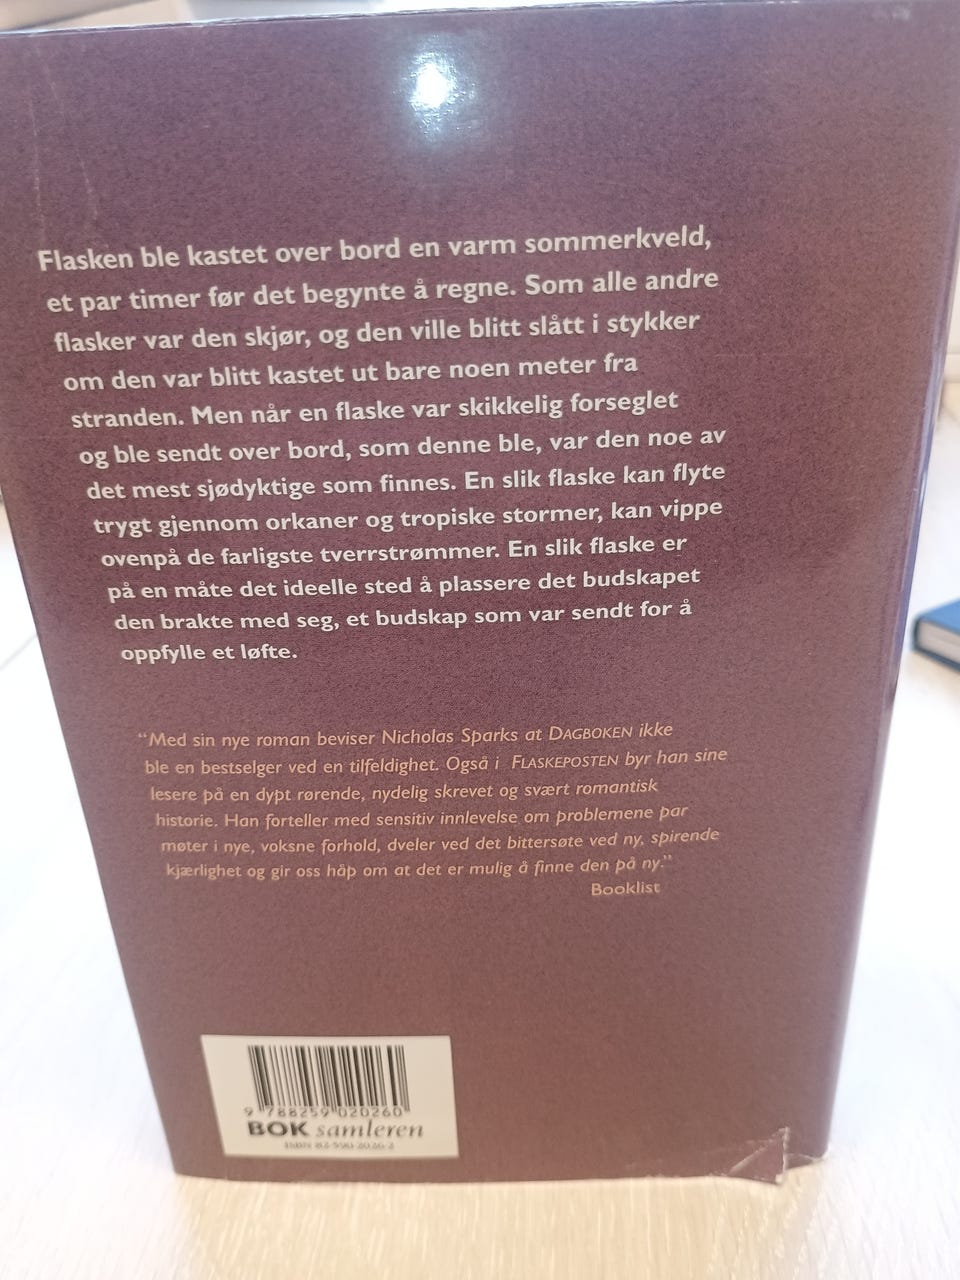 Flasken ble kastet over bord en varm sommerkveld,
et par timer før det begynte å regne. Som alle andre
flasker var den skjør, og den ville blitt slått i stykker
om den var blitt kastet ut bare noen meter fra
stranden. Men når en flaske var skikkelig forseglet
og ble sendt over bord, som denne ble, var den noe av
det mest sjødyktige som finnes. En slik flaske kan flyte
trygt gjennom orkaner og tropiske stormer, kan vippe
ovenpå de farligste tverrstrømmer. En slik flaske er
på en måte det ideelle sted å plassere det budskapet
den brakte med seg, et budskap som var sendt for å
oppfylle et løfte.
“Med sin nye roman beviser Nicholas Sparks at DAGBOKEN ikke
ble en bestselger ved en tilfeldighet. Også i FLASKEPOSTEN byr han sine
lesere på en dypt rørende, nydelig skrevet og svært romantisk
historie. Han forteller med sensitiv innlevelse om problemene par
møter i nye, voksne forhold, dveler ved det bittersøte ved ny, spirende
kjærlighet og gir oss håp om at det er mulig å finne den på ny.”
Booklist
9 788259 020260
BOK samleren
ISBN 82-590-2026-2